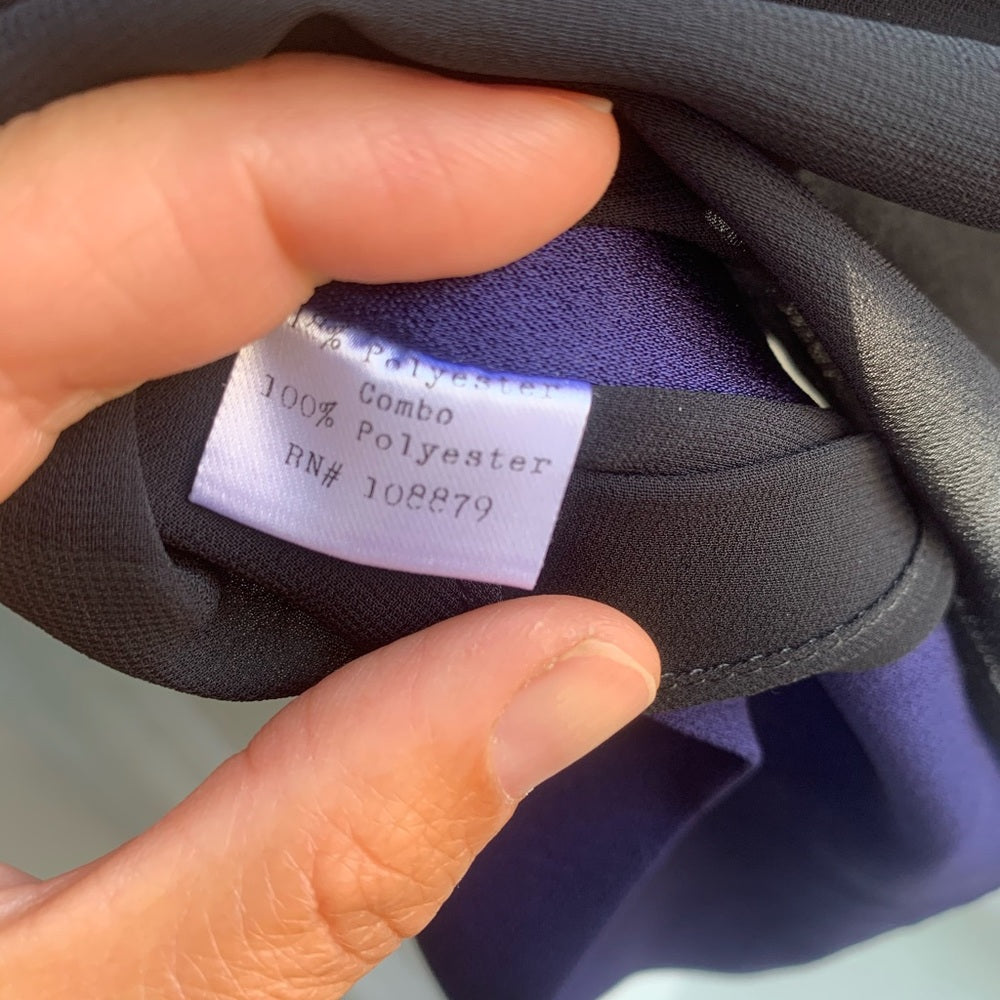 Polyester
Combo
100% Polyester
RN# 108879